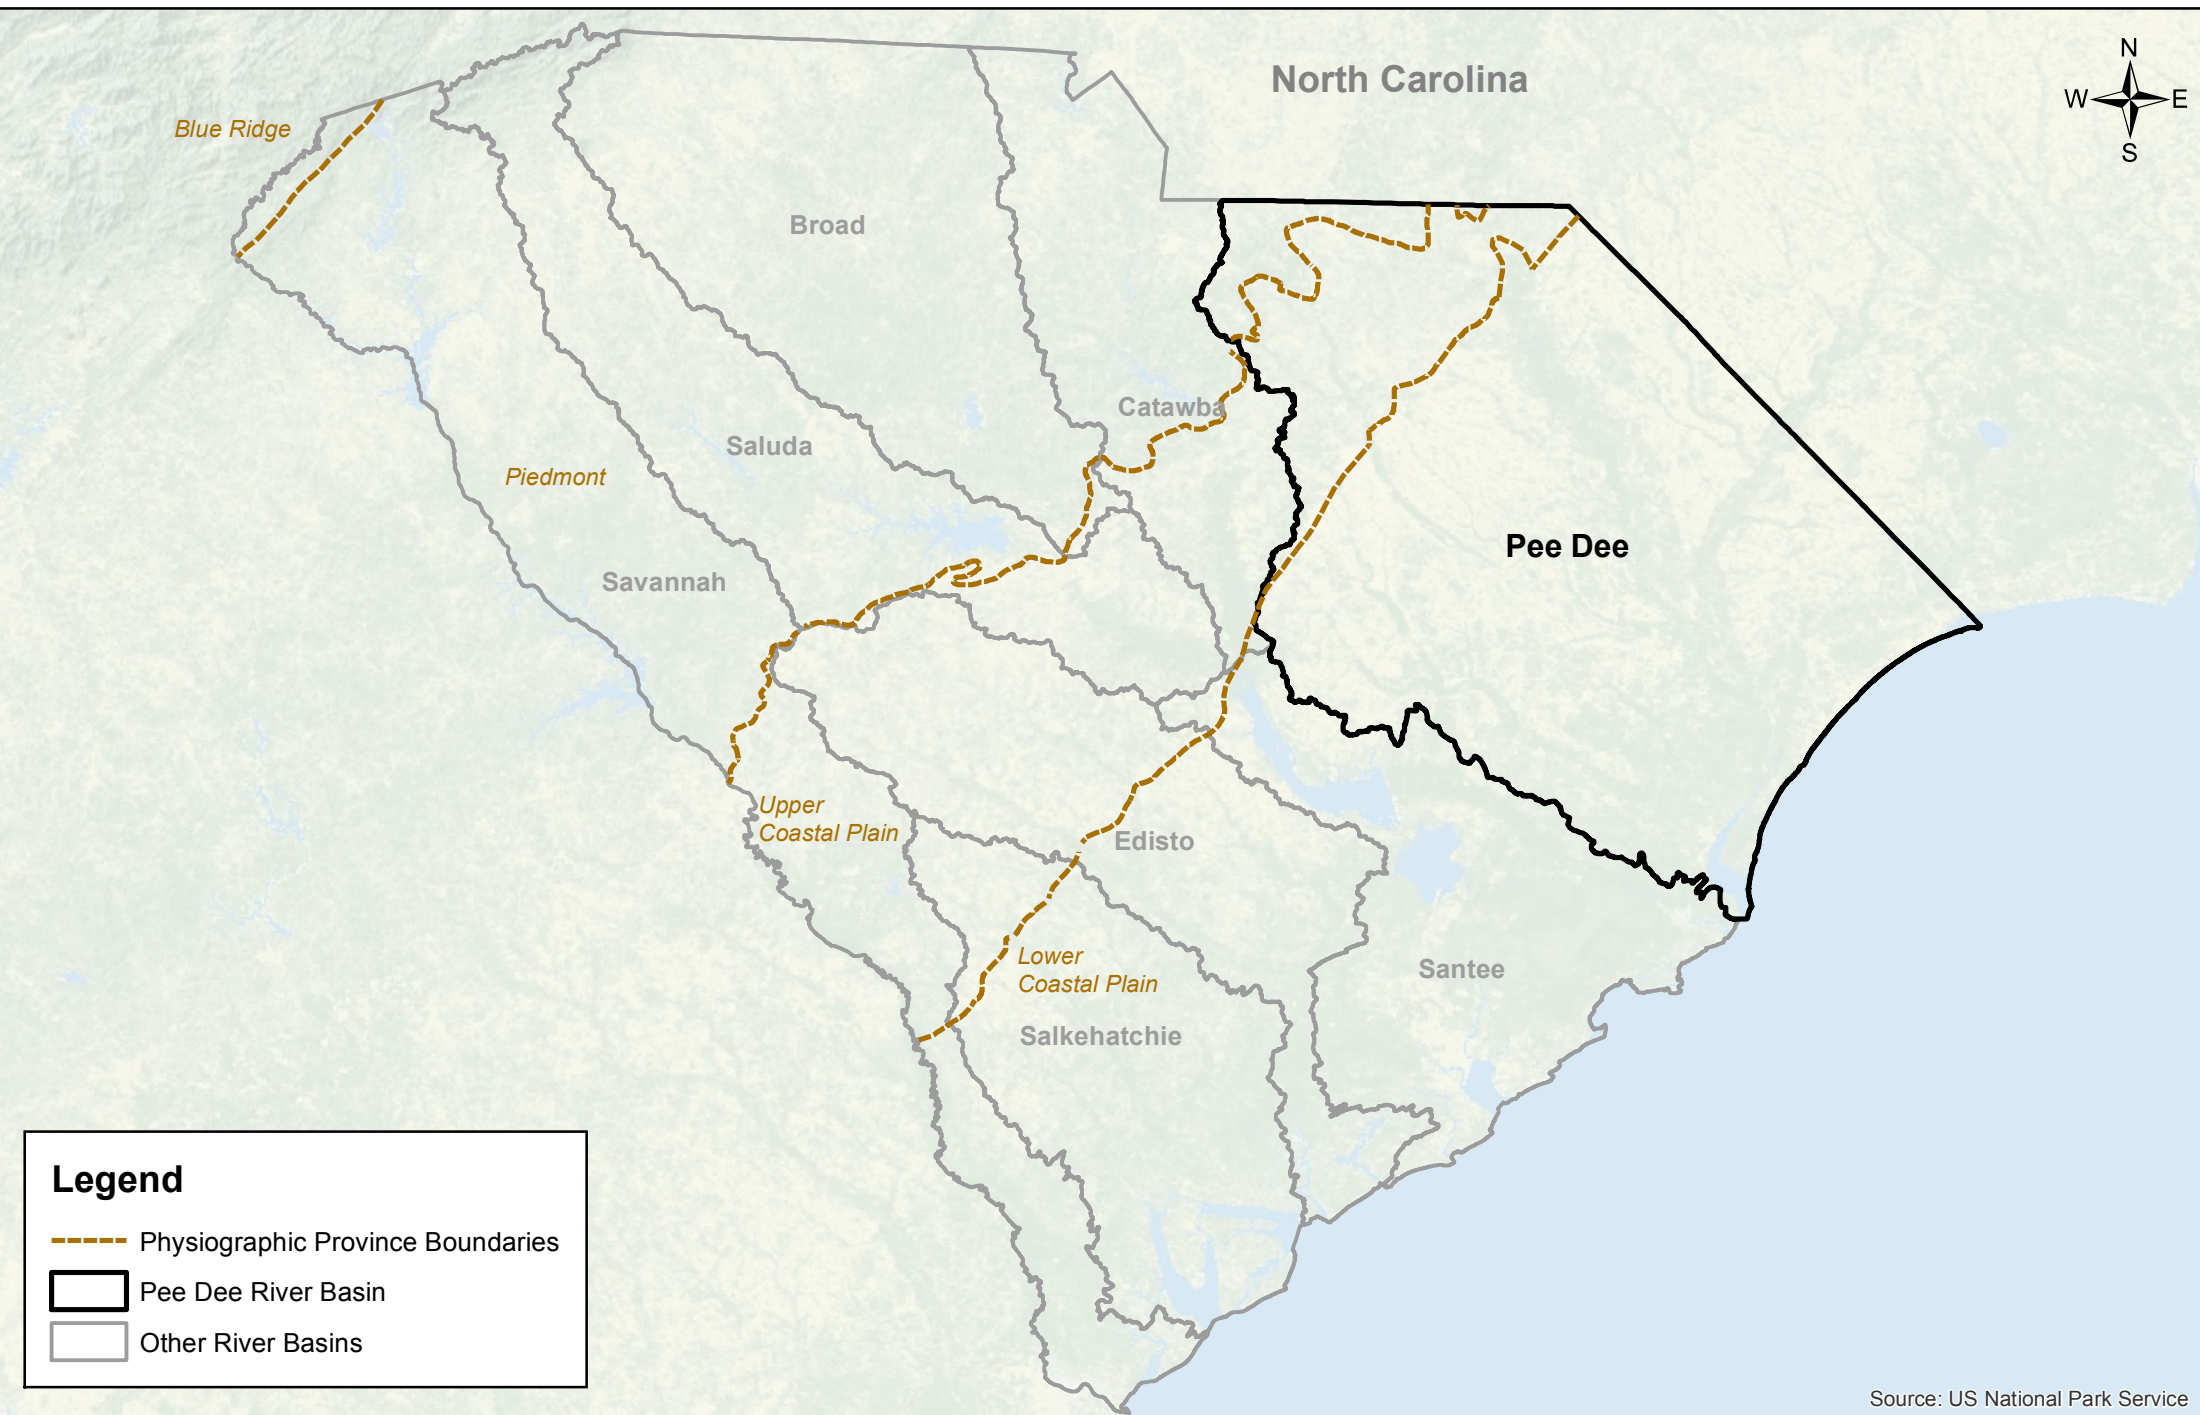 N
W E
S
North Carolina
Blue Ridge
Broad
Catawba
Saluda
Piedmont
Pee Dee
Savannah
Upper
Coastal Plain
Edisto
Lower
Coastal Plain
Santee
Salkehatchie
Legend
Physiographic Province Boundaries
Pee Dee River Basin
Other River Basins
Source: US National Park Service